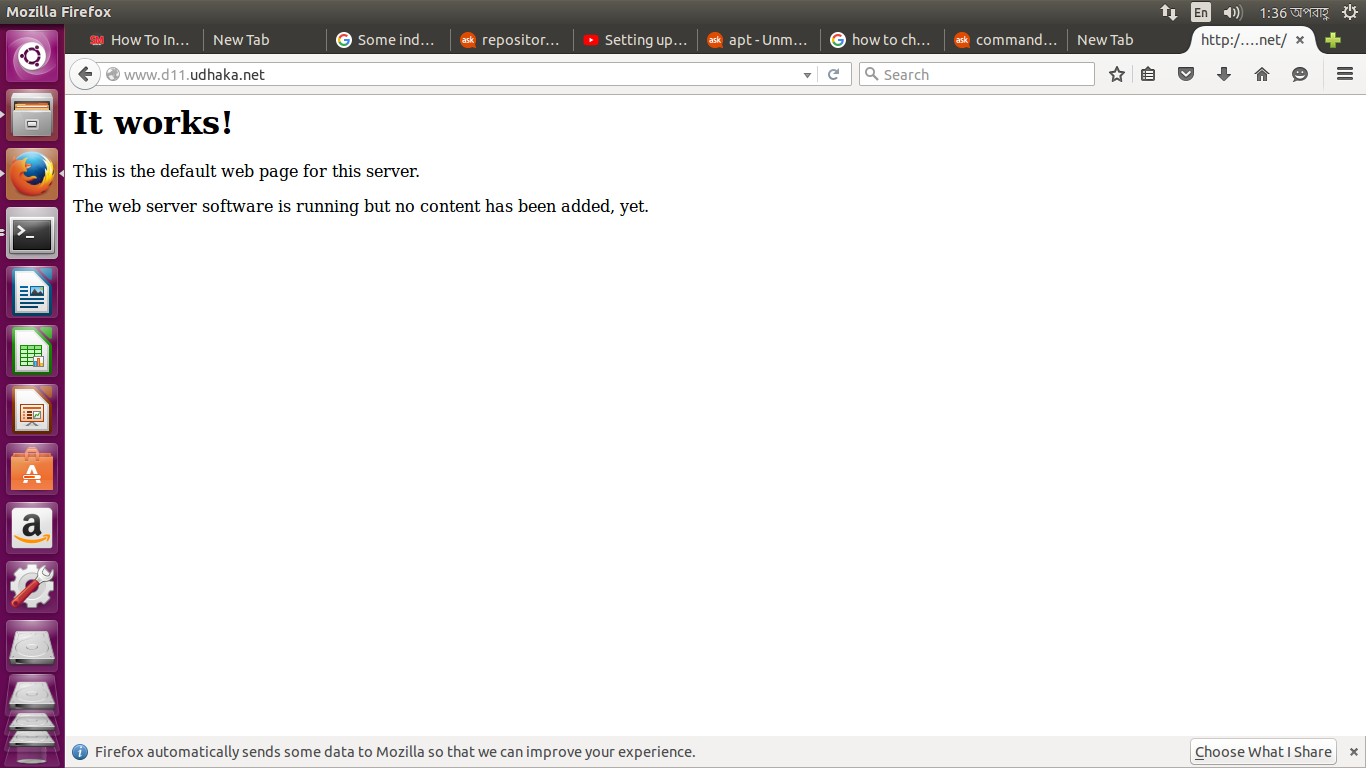 Mozilla Firefox
En
1:36 অপরাহ্ণ
How To In...
New Tab
Some ind...
repositor...
Setting up...
apt - Unm...
how to ch...
command...
New Tab
http:/....net/
www.d11.udhaka.net
Search
It works!
This is the default web page for this server.
The web server software is running but no content has been added, yet.
Firefox automatically sends some data to Mozilla so that we can improve your experience.
Choose What I Share